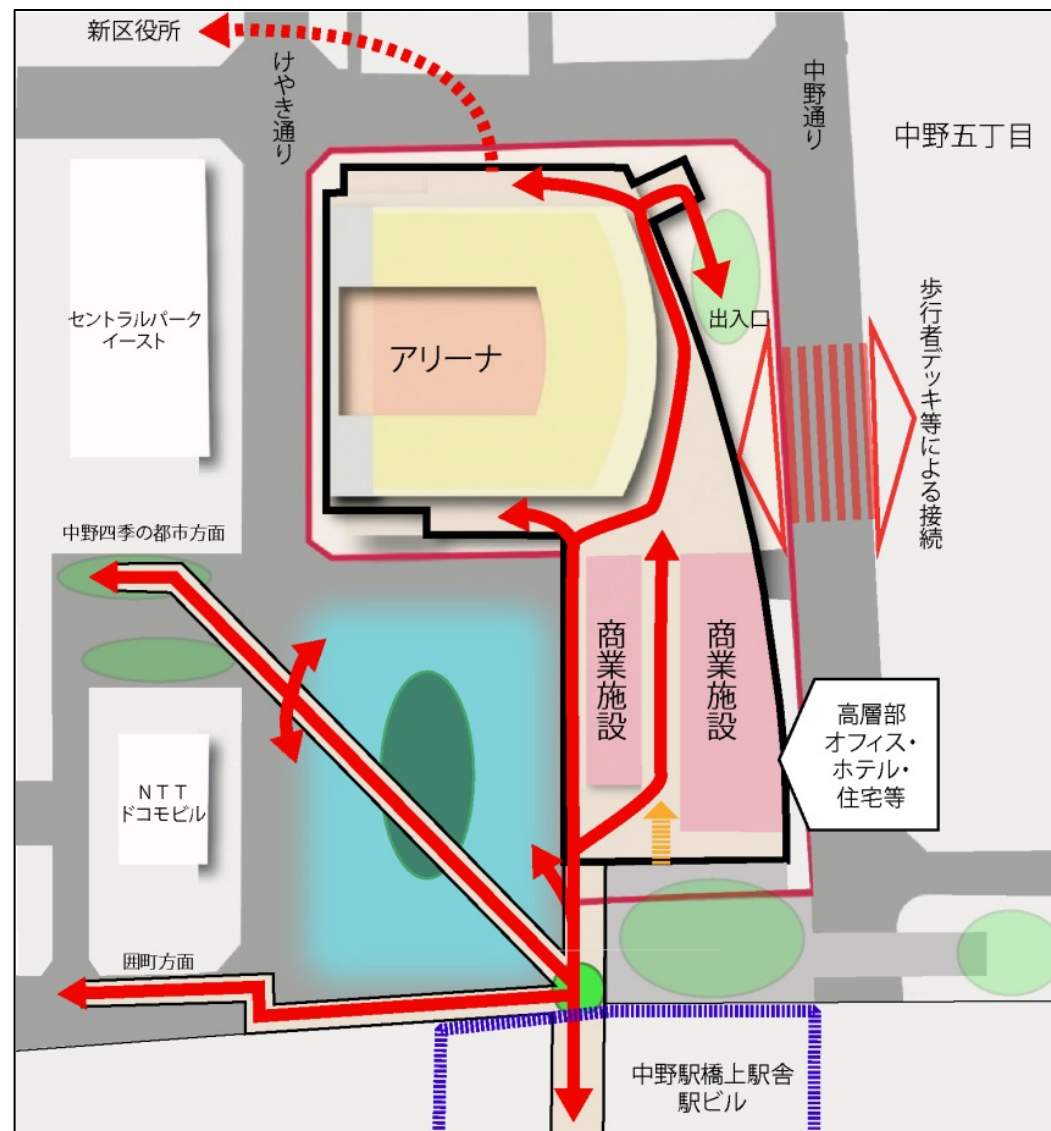 新区役所
けやき通り
中野通り
中野五丁目
セントラルパーク
イースト
アリーナ
出入口
歩行者デッキ等による接続
中野四季の都市方面
商業施設
商業施設
高層部
オフィス・
ホテル・
住宅等
NTT
ドコモビル
囲町方面
中野駅橋上駅舎
駅ビル